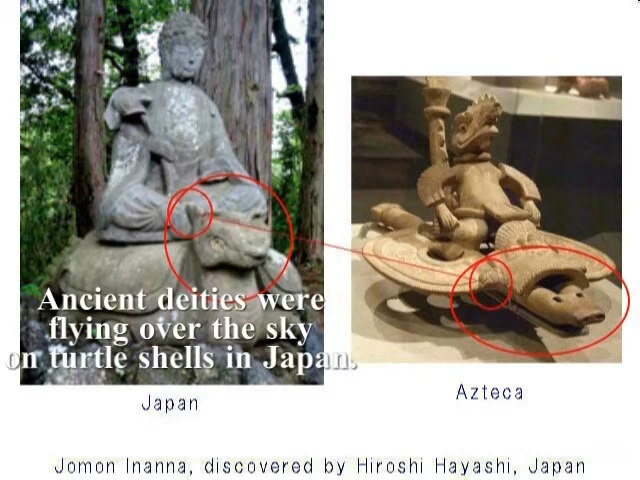 Ancient deities were
flying over the sky
on turtle shells in Japan.
Japan
Azteca
Jomon Inanna, discovered by Hiroshi Hayashi, Japan